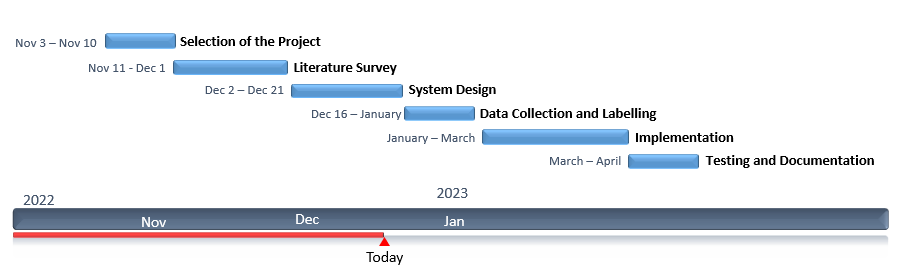 Nov 3 – Nov 10 Selection of the Project
Nov 11 - Dec 1 Literature Survey
Dec 2 – Dec 21 System Design
Dec 16 – January Data Collection and Labelling
January – March Implementation
March – April Testing and Documentation
2022 2023
Nov Dec Jan
Today